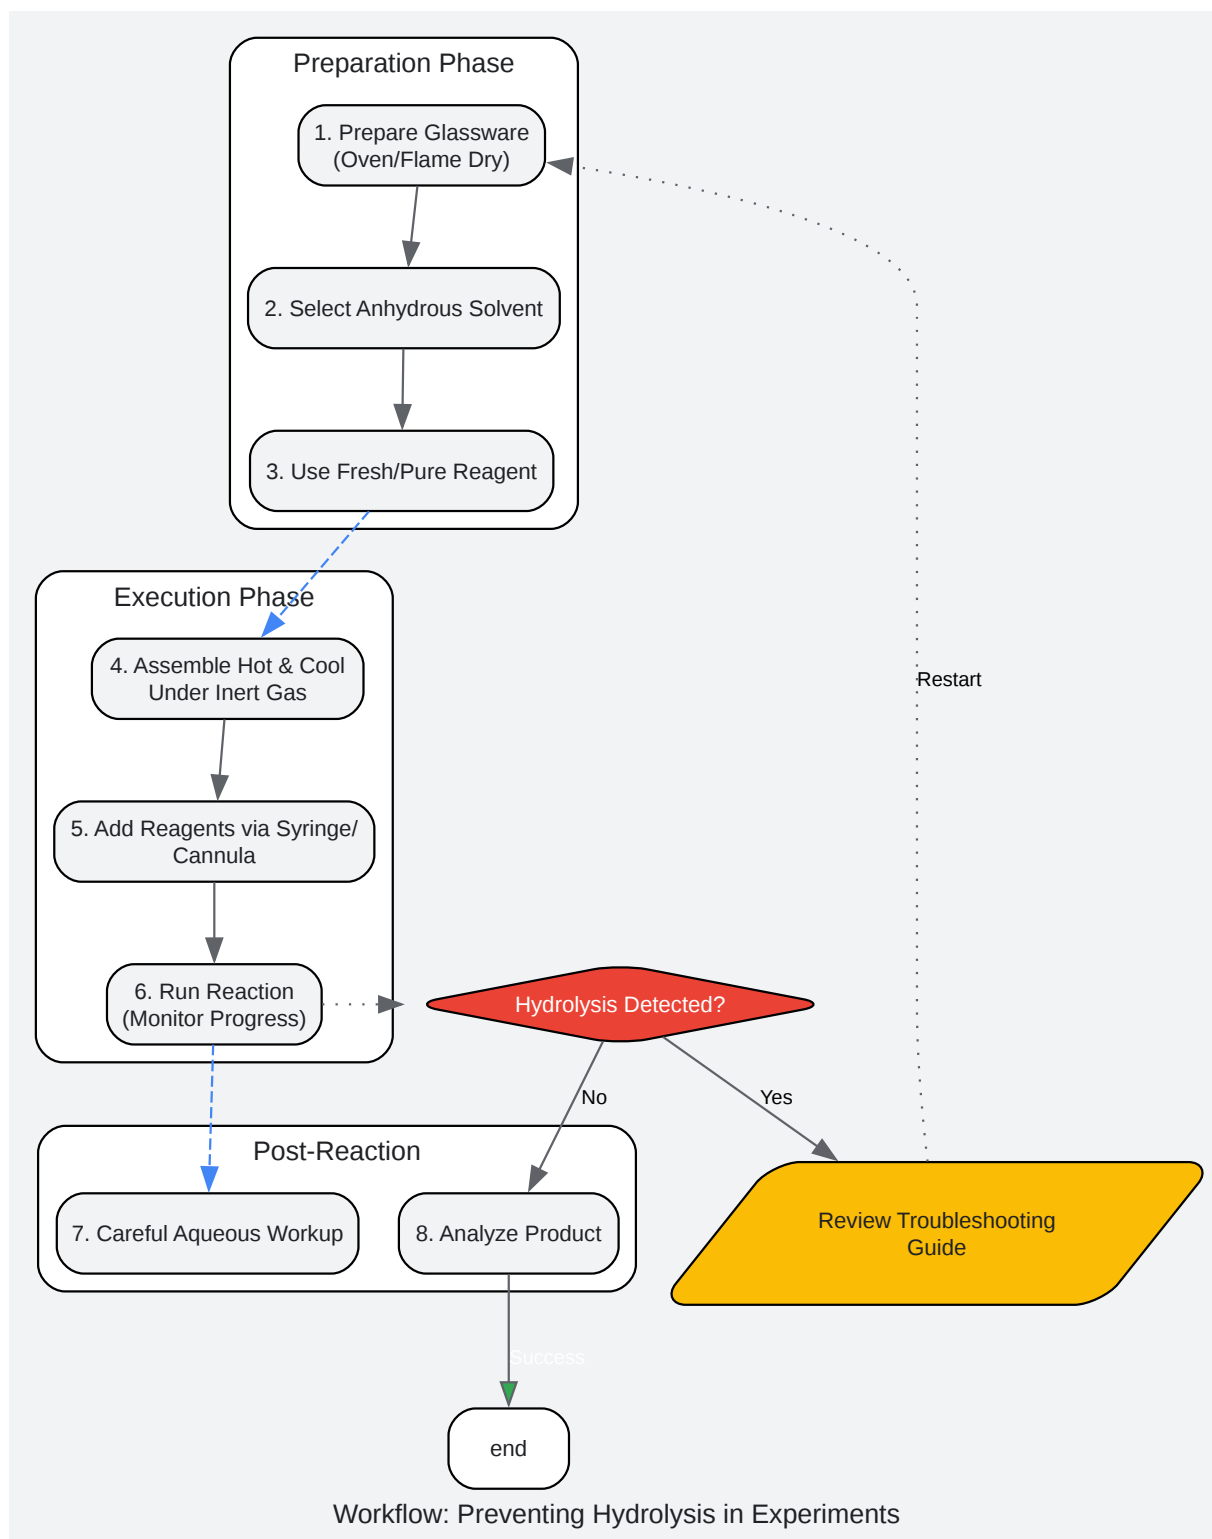 Preparation Phase
1. Prepare Glassware
(Oven/Flame Dry)
2. Select Anhydrous Solvent
3. Use Fresh/Pure Reagent
Execution Phase
4. Assemble Hot & Cool
Under Inert Gas
Restart
5. Add Reagents via Syringe/
Cannula
6. Run Reaction
(Monitor Progress)
Hydrolysis Detected?
No
Yes
Post-Reaction
7. Careful Aqueous Workup
8. Analyze Product
Review Troubleshooting
Guide
Success
end
Workflow: Preventing Hydrolysis in Experiments